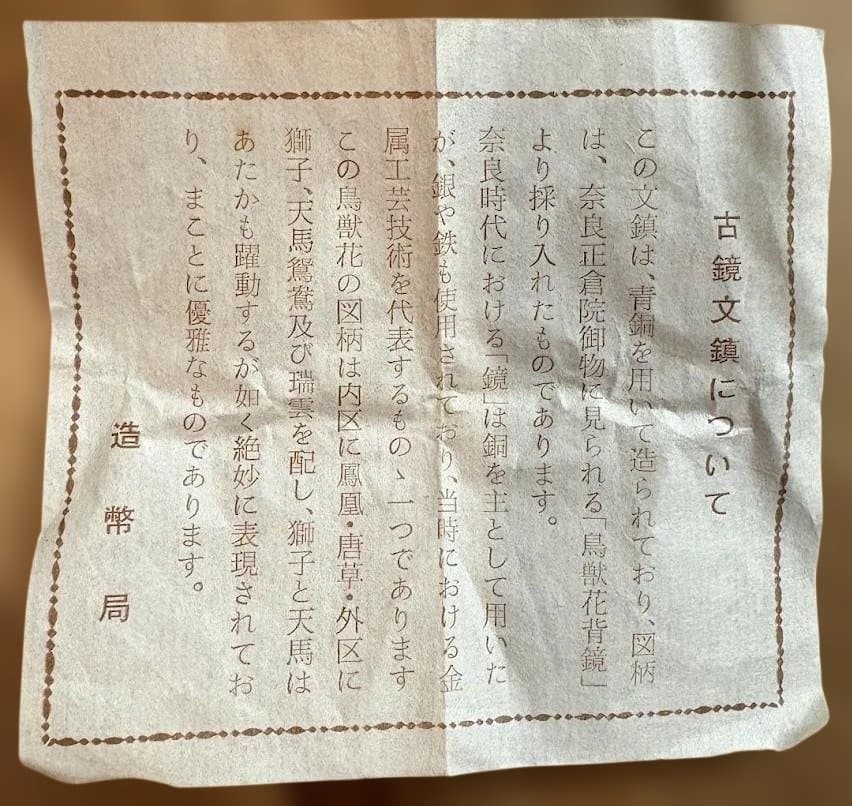 古鏡文鎮について
この文鎮は、青銅を用いて造られており、図柄
は、奈良正倉院御物に見られる「鳥獣花背鏡」
より採り入れたものであります。
奈良時代における「鏡」は銅を主として用いた
が、銀や鉄も使用されており、当時における金
属工芸技術を代表するものゝ一つであります
この鳥獣花の図柄は内区に鳳凰・唐草・外区に
獅子、天馬鴛鴦及び瑞雲を配し、獅子と天馬は
あたかも躍動するが如く絶妙に表現されてお
り、まことに優雅なものであります。
造幣局